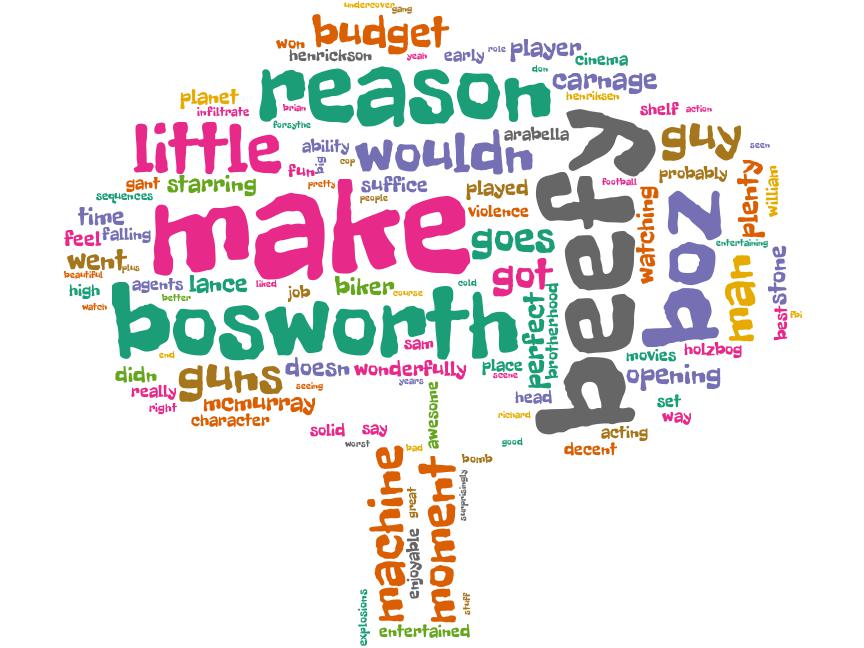 undercover
gang
budget
won
henrickson
yeah
early
role
player
cinema
don
carnage
henriksen
reason
planet
infiltrate
brian
forsythe
shelf
action
little
ability
wouldn
arabella
beefy
guy
seen
fun
big
cop
gant
starring
pretty
suffice
people
played
football
probably
william
sequences
time
feel
falling
make
violence
goes
watching
boz
plenty
entertaining
went
plus
beautiful
high
watch
agents
better
lance
liked
job
biker
course
cold
got
man
stone
best
fbi
bosworth
sam
perfect
brotherhood
movies
holzbog
end
didn
really
right
guns
doesn
seeing
wonderfully
years
place
scene
head
opening
mcmurray
character
awesome
richard
set
way
solid
say
worst
bad
good
acting
decent
bomb
machine
great
enjoyable
moment
surprisingly
stuff
explosions
entertained